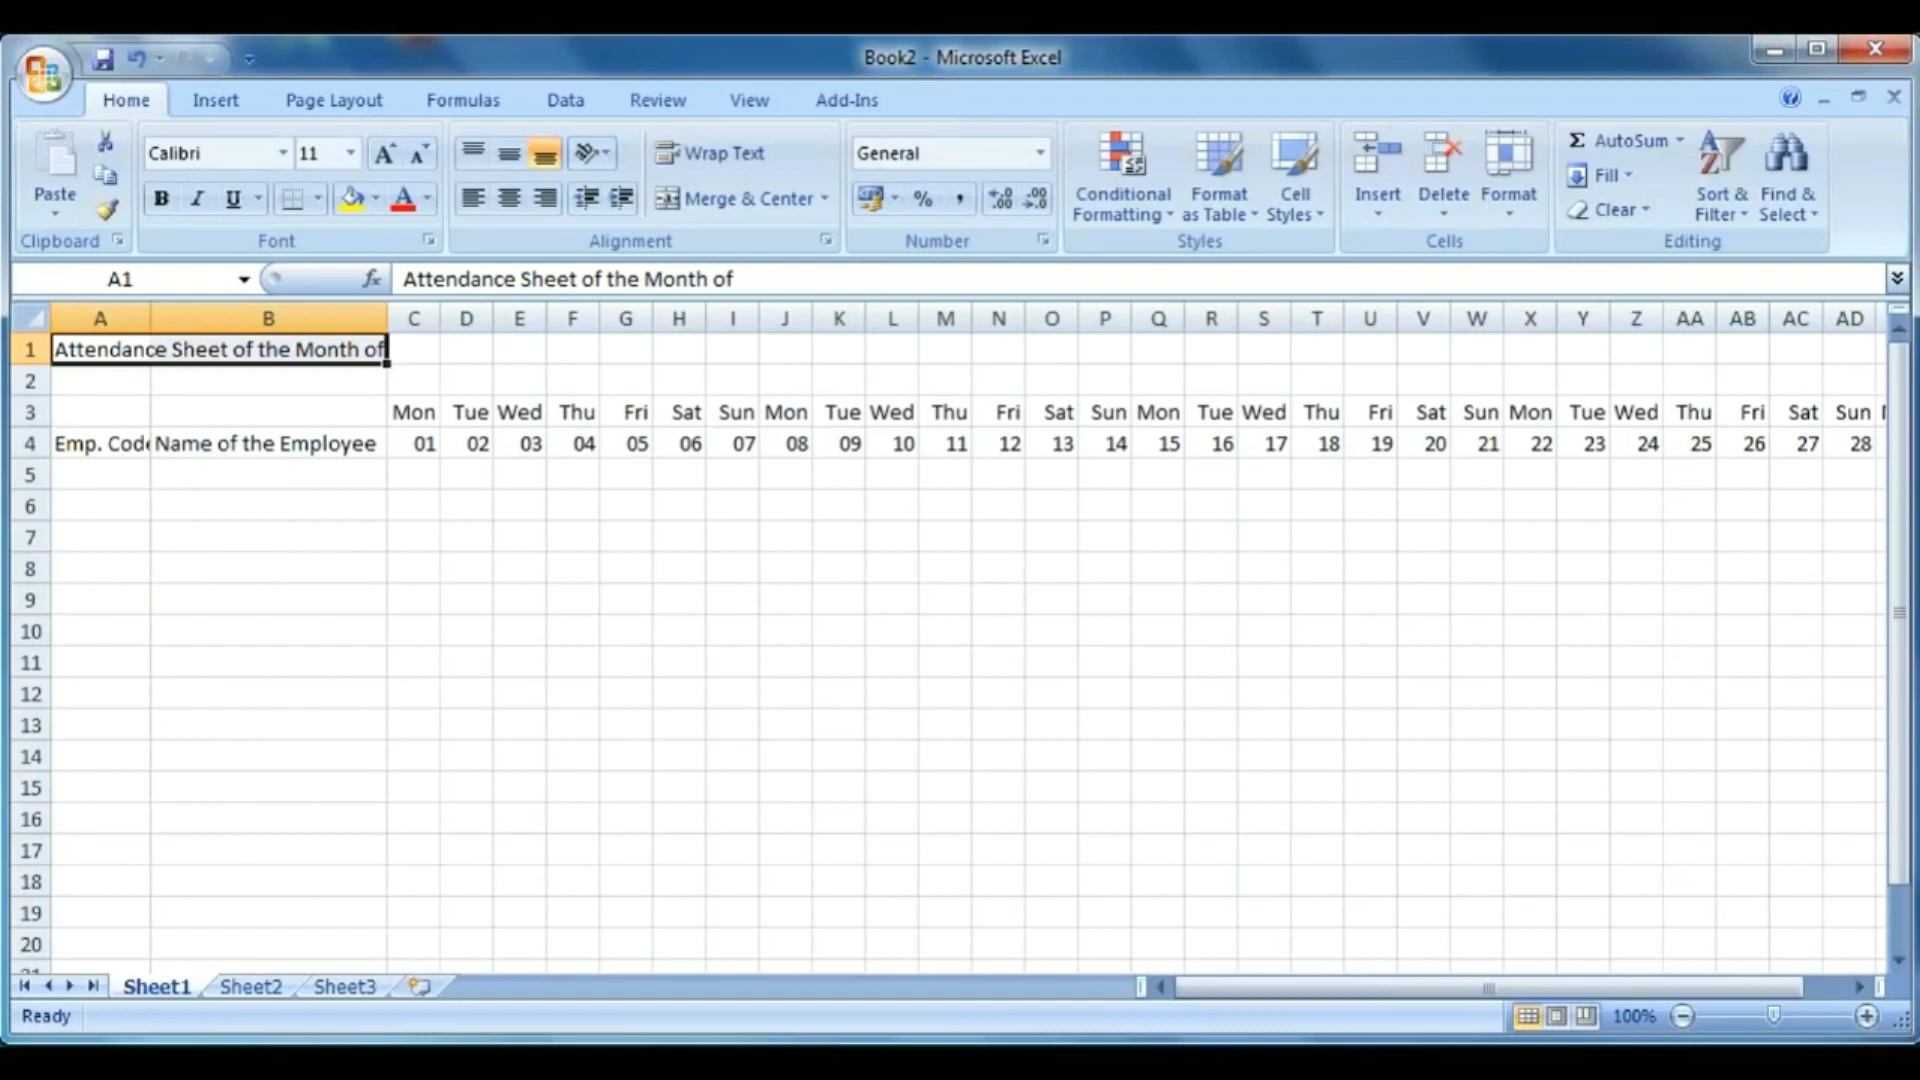 Book2 - Microsoft Excel
Home Insert Page Layout Formulas Data Review View Add-Ins
Calibri 11 Wrap Text General AutoSum
Paste Conditional Formatting Format as Table Cell Styles Insert Delete Format Fill Sort & Filter Find & Select
B I U Merge & Center % , Clear
Clipboard Font Alignment Number Styles Cells Editing
A1 fx Attendance Sheet of the Month of
A B C D E F G H I J K L M N O P Q R S T U V W X Y Z AA AB AC AD
1 Attendance Sheet of the Month of
2
3 Mon Tue Wed Thu Fri Sat Sun Mon Tue Wed Thu Fri Sat Sun Mon Tue Wed Thu Fri Sat Sun Mon Tue Wed Thu Fri Sat Sun
4 Emp. Code Name of the Employee 01 02 03 04 05 06 07 08 09 10 11 12 13 14 15 16 17 18 19 20 21 22 23 24 25 26 27 28
5
6
7
8
9
10
11
12
13
14
15
16
17
18
19
20
Sheet1 Sheet2 Sheet3
Ready 100%